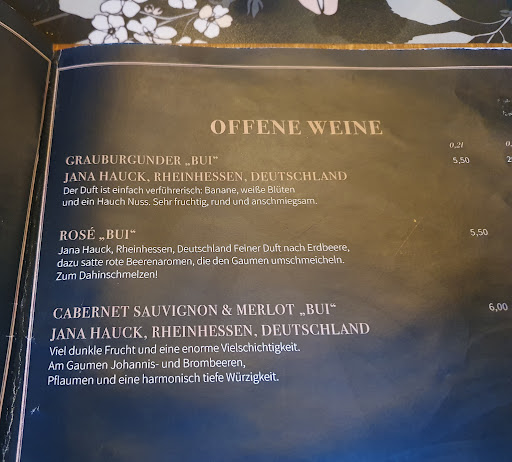 OFFENE WEINE
0,2l
GRAUBURGUNDER „BUI“ 5,50
JANA HAUCK, RHEINHESSEN, DEUTSCHLAND
Der Duft ist einfach verführerisch: Banane, weiße Blüten
und ein Hauch Nuss. Sehr fruchtig, rund und anschmiegsam.
ROSÉ „BUI“ 5,50
Jana Hauck, Rheinhessen, Deutschland Feiner Duft nach Erdbeere,
dazu satte rote Beerenaromen, die den Gaumen umschmeicheln.
Zum Dahinschmelzen!
CABERNET SAUVIGNON & MERLOT „BUI“ 6,00
JANA HAUCK, RHEINHESSEN, DEUTSCHLAND
Viel dunkle Frucht und eine enorme Vielschichtigkeit.
Am Gaumen Johannis- und Brombeeren,
Pflaumen und eine harmonisch tiefe Würzigkeit.